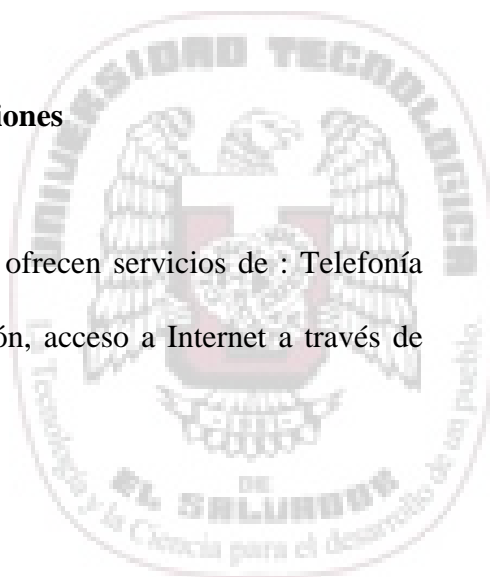 UNIVERSIDAD TECNOLOGICA
iones
ofrecen servicios de : Telefonía
ón, acceso a Internet a través de
DE
EL SALVADOR
La Tecnología y la Ciencia para el desarrollo de un pueblo.